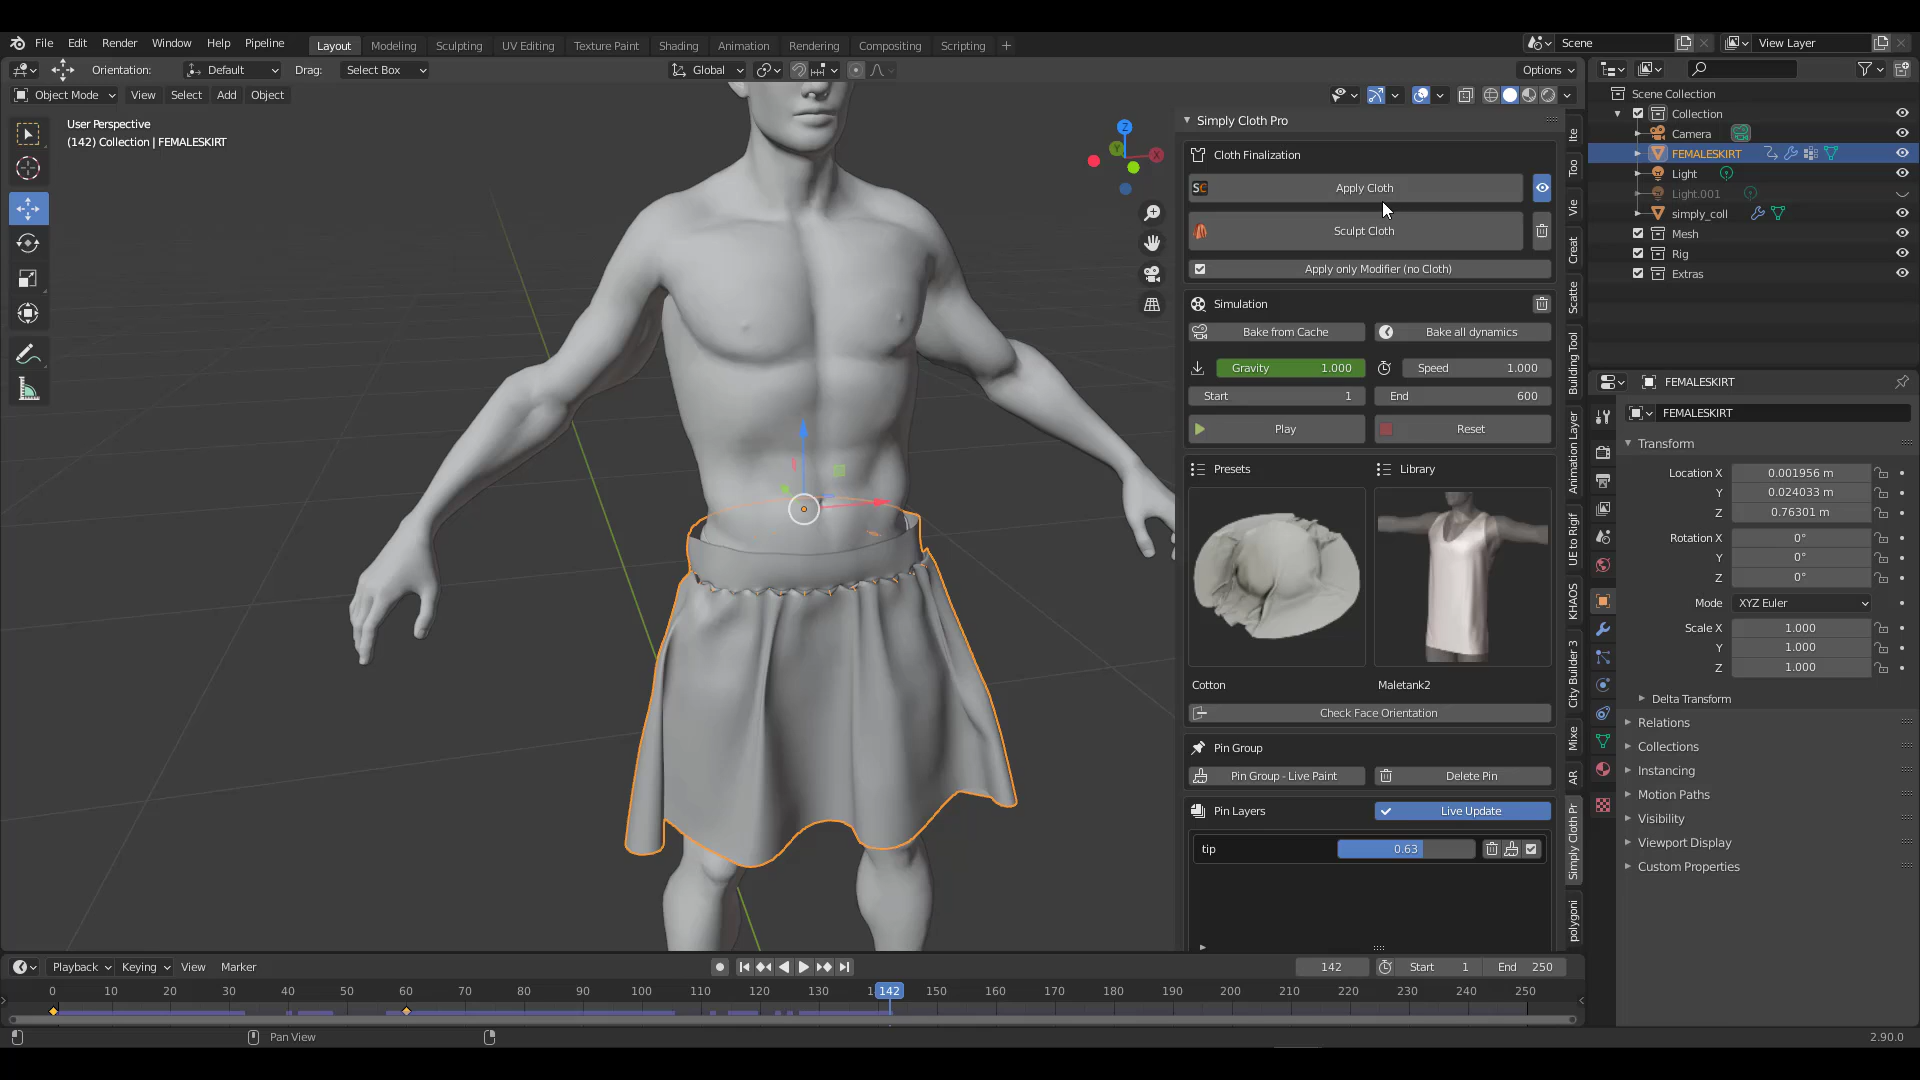 File Edit Render Window Help Pipeline Layout Modeling Sculpting UV Editing Texture Paint Shading Animation Rendering Compositing Scripting + Scene View Layer
Orientation: Default Drag: Select Box Global Options
Object Mode View Select Add Object
User Perspective
(142) Collection | FEMALESKIRT
Z
Y
X
Simply Cloth Pro
Cloth Finalization
SC Apply Cloth
Sculpt Cloth
Apply only Modifier (no Cloth)
Simulation
Bake from Cache Bake all dynamics
Gravity 1.000 Speed 1.000
Start 1 End 600
Play Reset
Presets Library
Cotton Maletank2
Check Face Orientation
Pin Group
Pin Group - Live Paint Delete Pin
Pin Layers Live Update
tip 0.63
Ite
Too
Vie
Creat
Scatte
Building Tool
Animation Layer
UE to Rigif
KHAOS
City Builder 3
Mixe
AR
Simply Cloth Pr
polygoni
Scene Collection
Collection
Camera
FEMALESKIRT
Light
Light.001
simply_coll
Mesh
Rig
Extras
FEMALESKIRT
FEMALESKIRT
Transform
Location X 0.001956 m
Y 0.024033 m
Z 0.76301 m
Rotation X 0°
Y 0°
Z 0°
Mode XYZ Euler
Scale X 1.000
Y 1.000
Z 1.000
Delta Transform
Relations
Collections
Instancing
Motion Paths
Visibility
Viewport Display
Custom Properties
Playback Keying View Marker 142 Start 1 End 250
0 10 20 30 40 50 60 70 80 90 100 110 120 130 142 150 160 170 180 190 200 210 220 230 240 250
Pan View 2.90.0